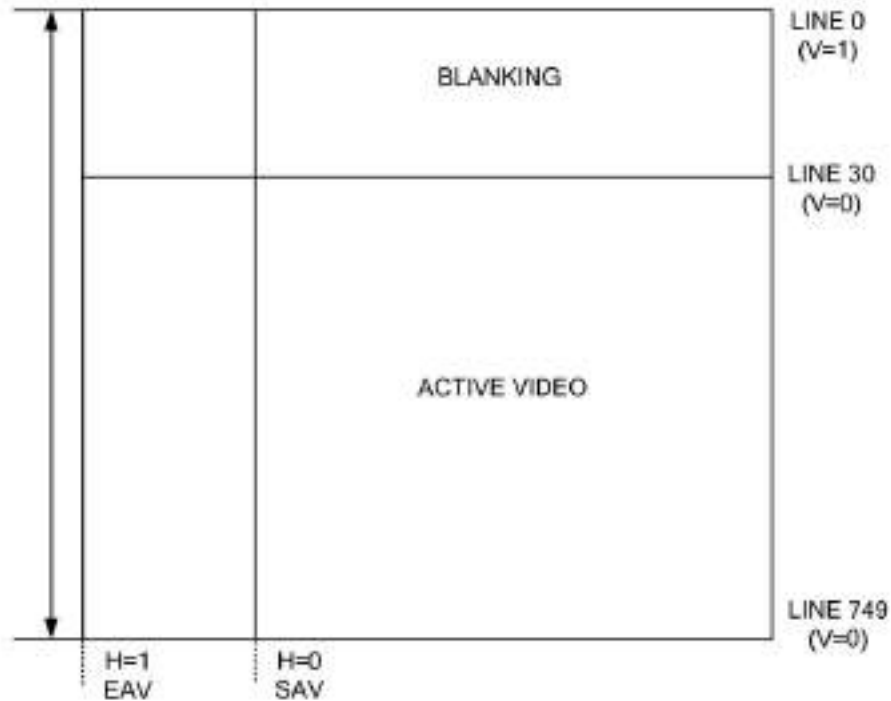 LINE 0
(V=1)
BLANKING
LINE 30
(V=0)
ACTIVE VIDEO
LINE 749
(V=0)
H=1
EAV
H=0
SAV